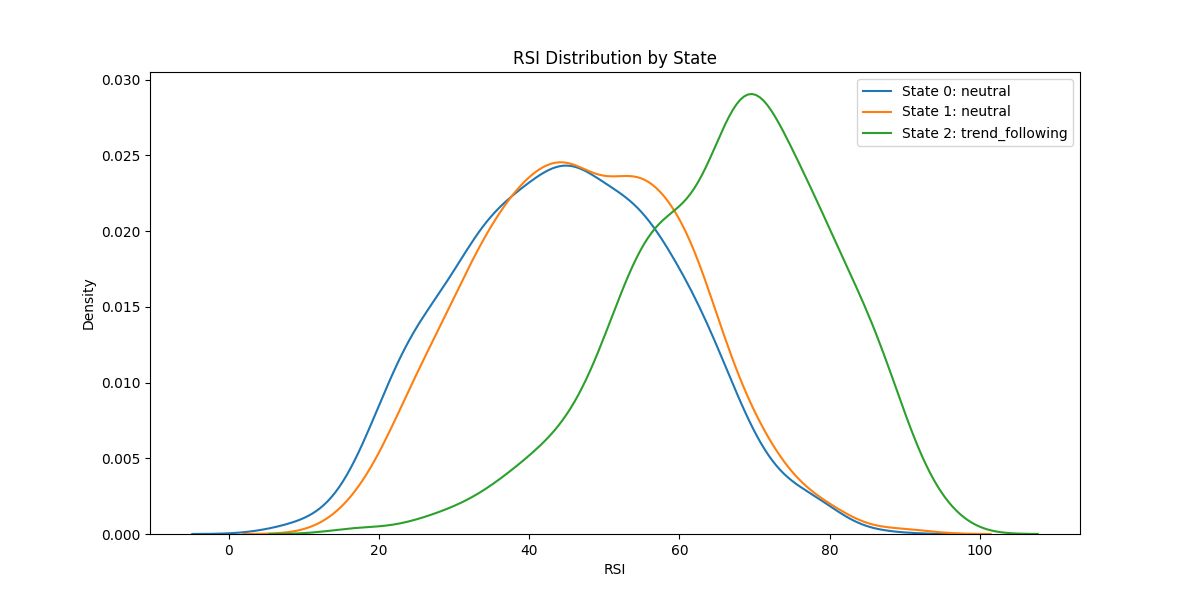 RSI Distribution by State
State 0: neutral
State 1: neutral
State 2: trend_following
Density
0.030
0.025
0.020
0.015
0.010
0.005
0.000
0
20
40
60
80
100
RSI